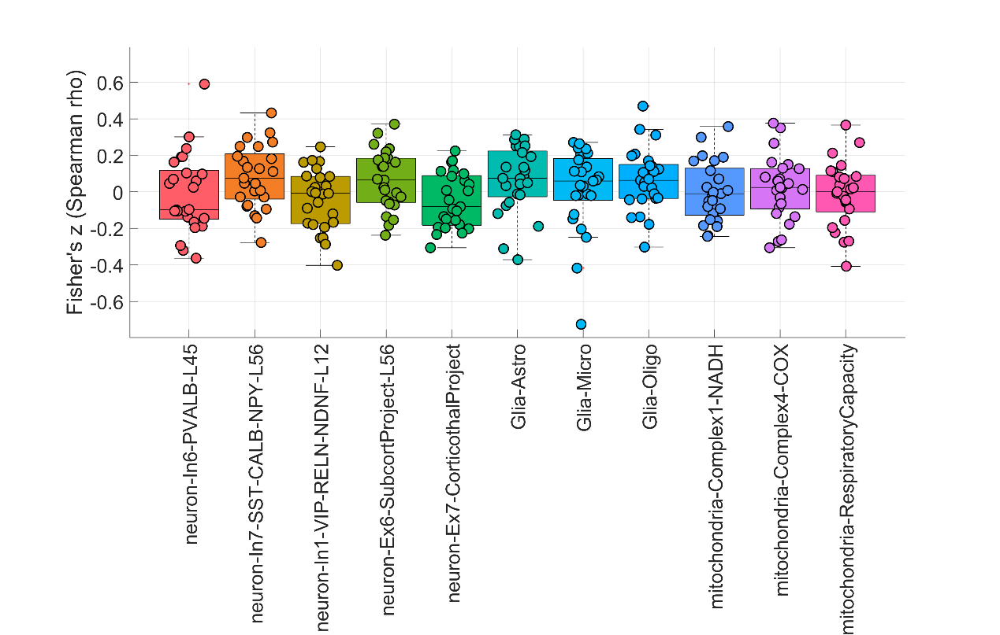 Fisher's z (Spearman rho)
0.6
0.4
0.2
0
-0.2
-0.4
-0.6
neuron-In6-PVALB-L45
neuron-In7-SST-CALB-NPY-L56
neuron-In1-VIP-RELN-NDNF-L12
neuron-Ex6-SubcortProject-L56
neuron-Ex7-CorticothalProject
Glia-Astro
Glia-Micro
Glia-Oligo
mitochondria-Complex1-NADH
mitochondria-Complex4-COX
mitochondria-RespiratoryCapacity